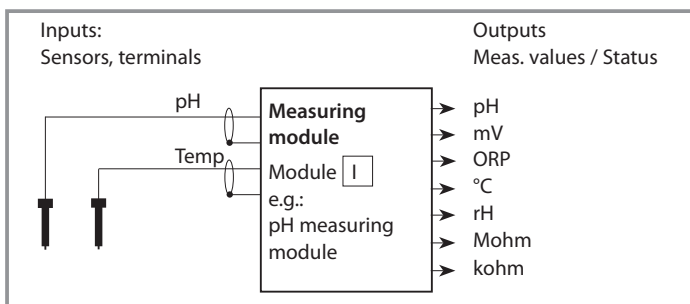 Inputs:
Sensors, terminals
Outputs
Meas. values / Status
pH
Temp
Measuring
module
Module I
e.g.:
pH measuring
module
pH
mV
ORP
°C
rH
Mohm
kohm